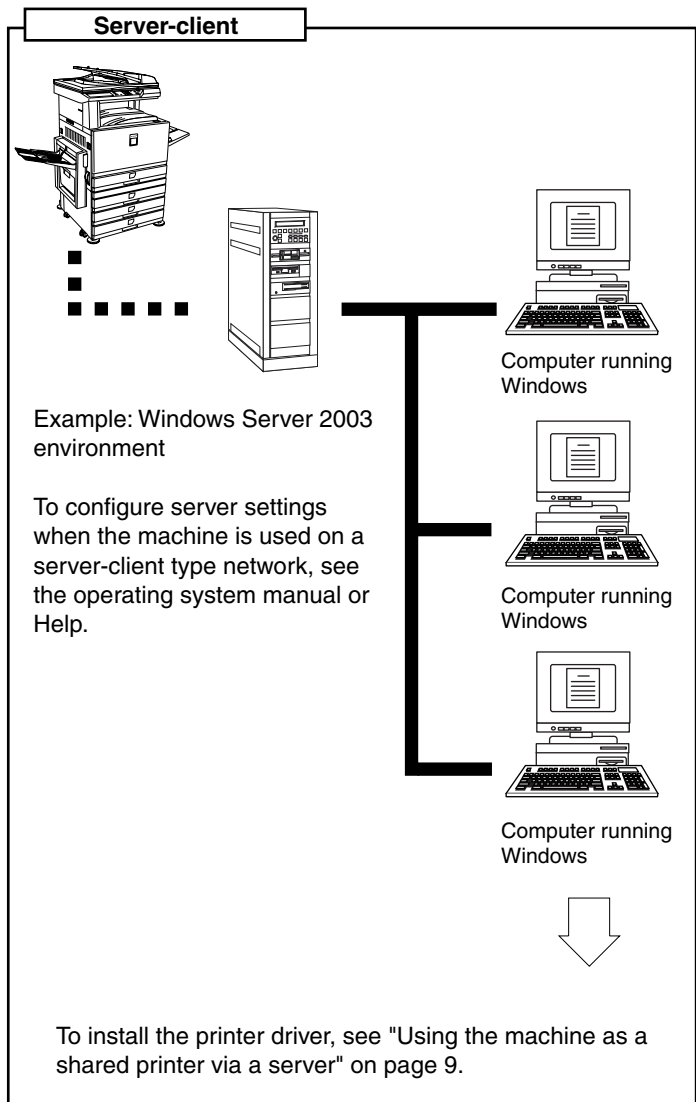 Server-client
Computer running
Windows
Example: Windows Server 2003
environment
To configure server settings
when the machine is used on a
server-client type network, see
the operating system manual or
Help.
Computer running
Windows
Computer running
Windows
To install the printer driver, see "Using the machine as a
shared printer via a server" on page 9.